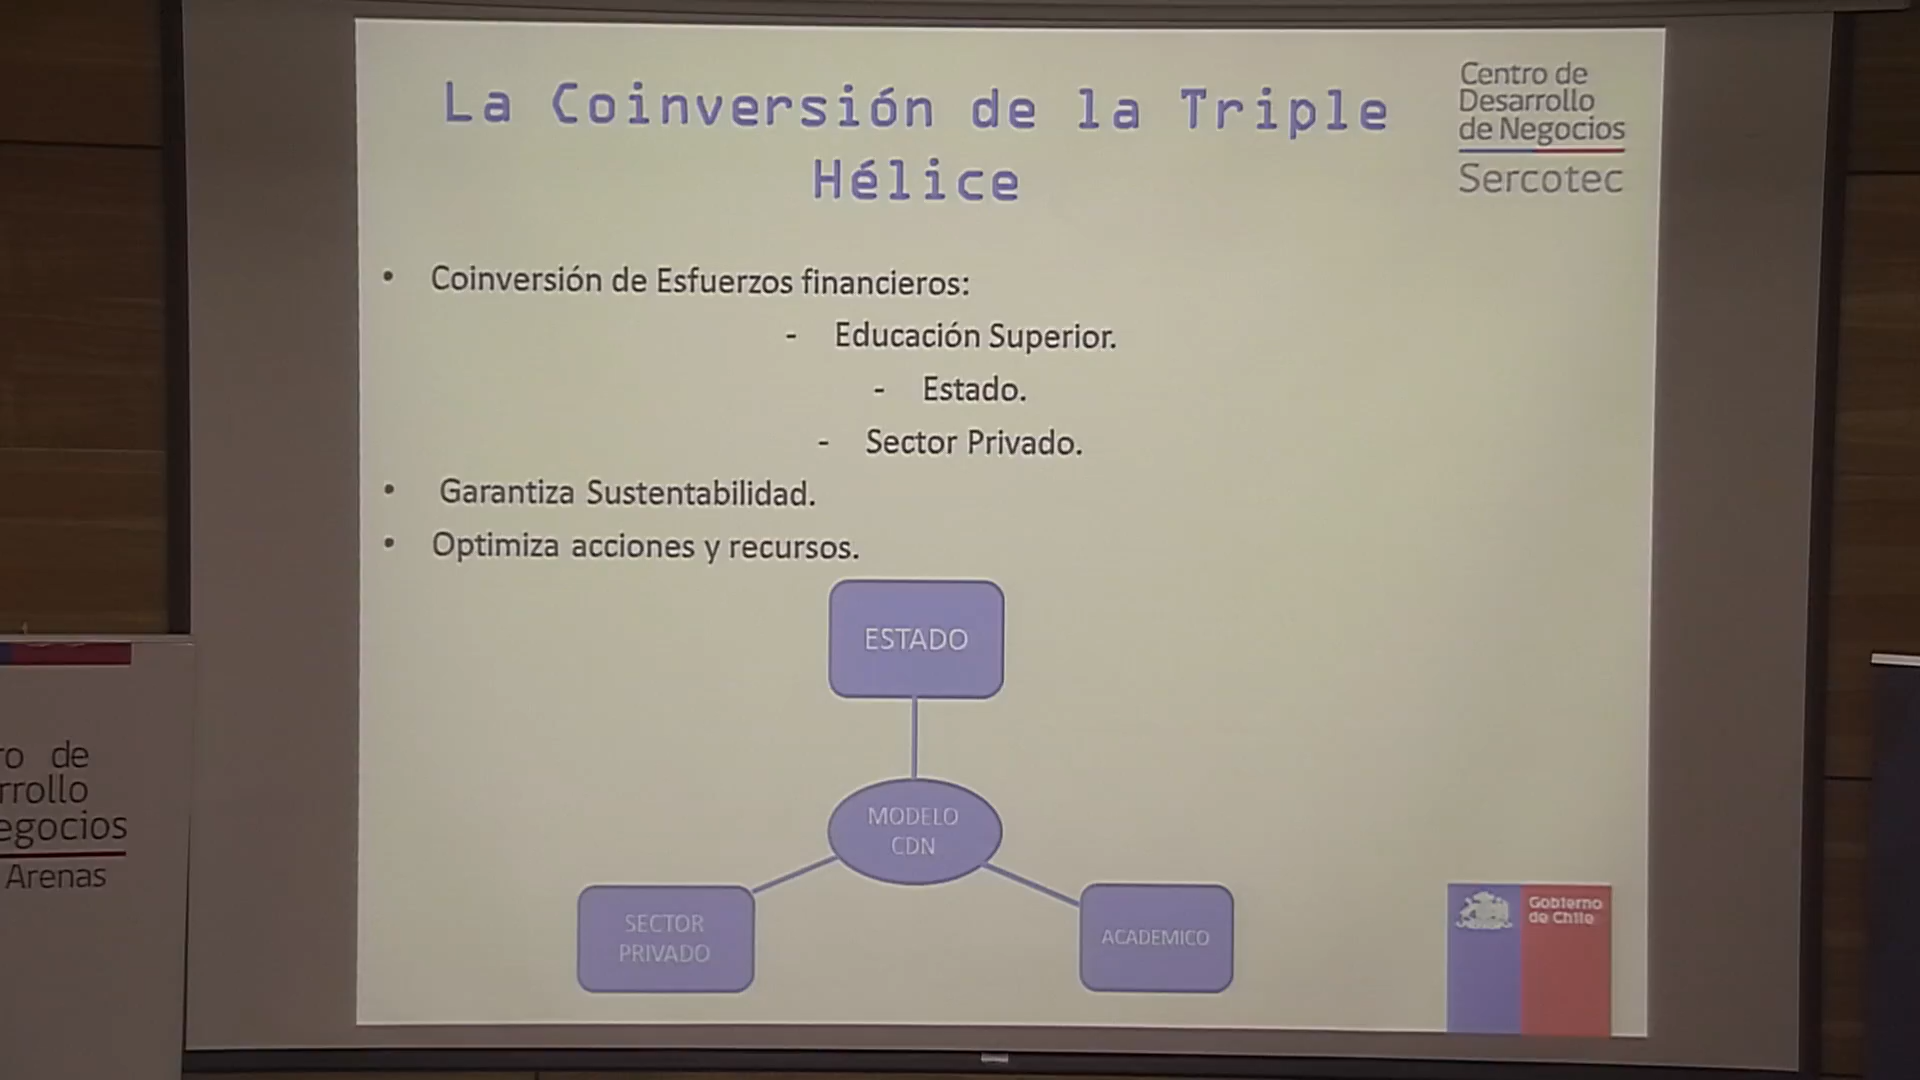 La Coinversión de la Triple
Hélice
Centro de
Desarrollo
de Negocios
Sercotec
• Coinversión de Esfuerzos financieros:
- Educación Superior.
- Estado.
- Sector Privado.
• Garantiza Sustentabilidad.
• Optimiza acciones y recursos.
ESTADO
MODELO
CDN
SECTOR
PRIVADO
ACADEMICO
Gobierno
de Chile
ro de
rrollo
egocios
Arenas